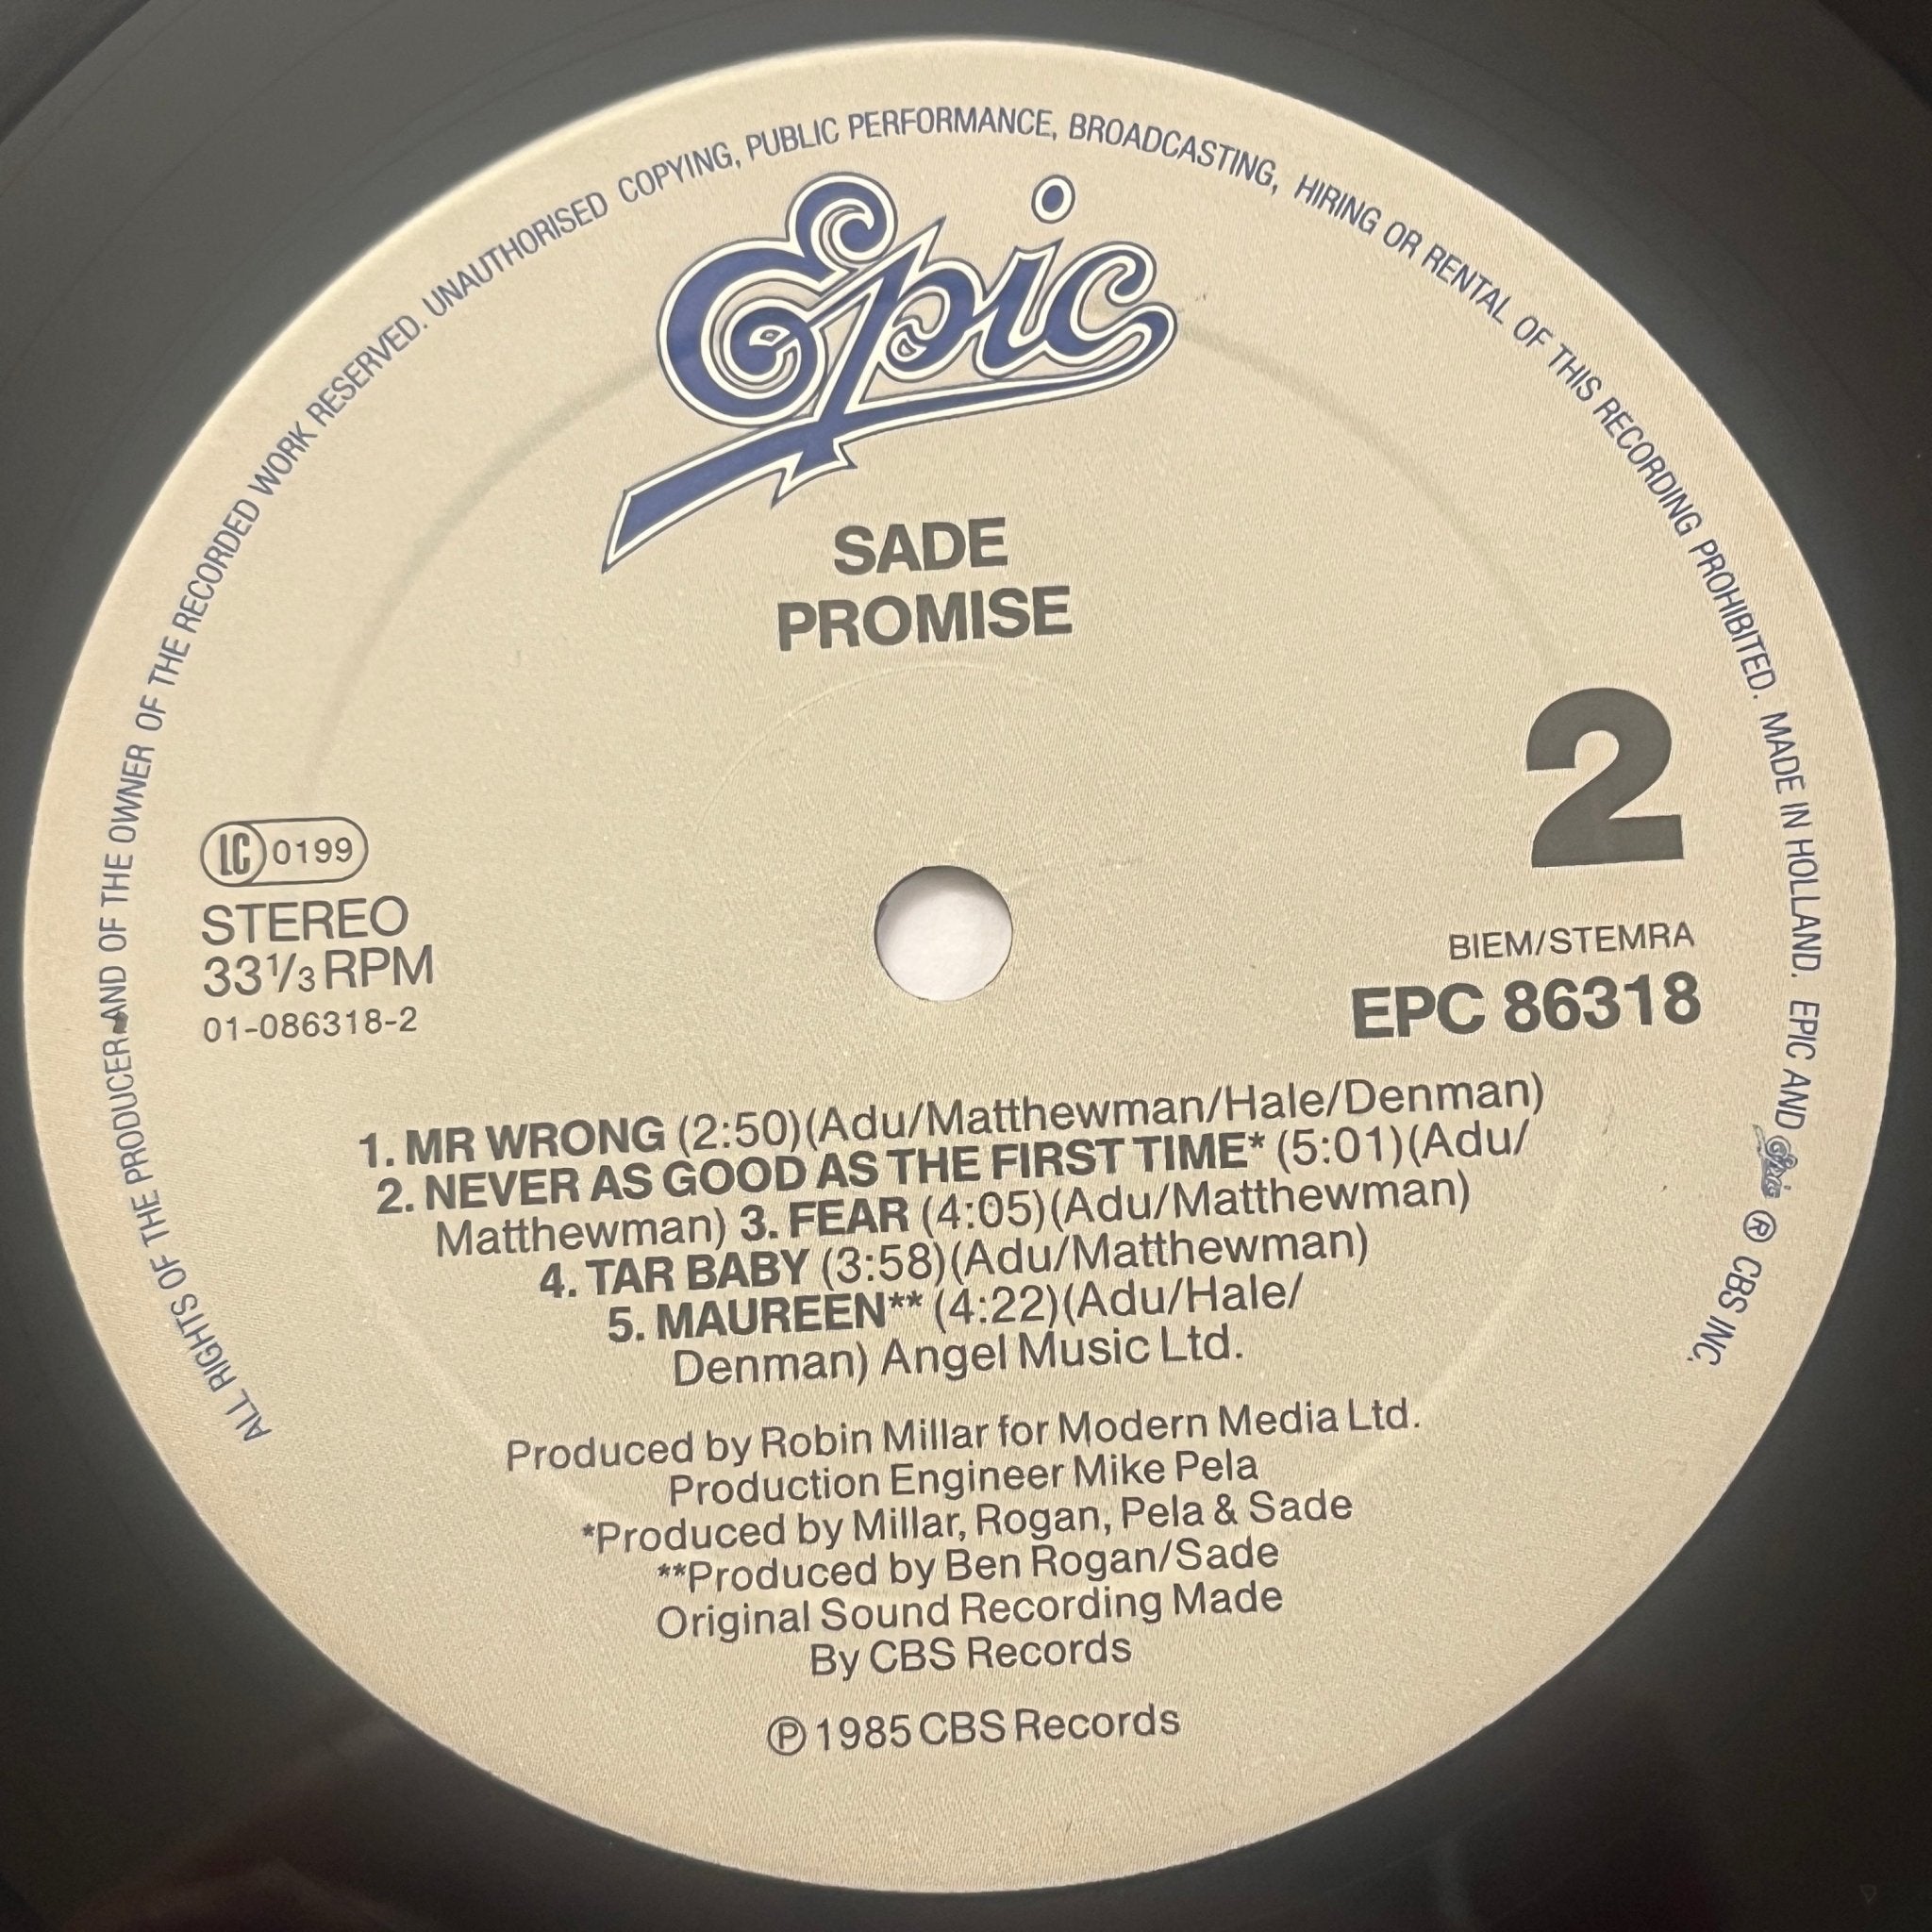 ALL RIGHTS OF THE PRODUCER AND OF THE OWNER OF THE RECORDED WORK RESERVED. UNAUTHORISED COPYING, PUBLIC PERFORMANCE, BROADCASTING, HIRING OR RENTAL OF THIS RECORDING PROHIBITED. MADE IN HOLLAND. EPIC AND Epic ® CBS INC.
Epic
SADE
PROMISE
2
LC 0199
STEREO
33⅓ RPM
01-086318-2
BIEM/STEMRA
EPC 86318
1. MR WRONG (2:50)(Adu/Matthewman/Hale/Denman)
2. NEVER AS GOOD AS THE FIRST TIME* (5:01)(Adu/
Matthewman) 3. FEAR (4:05)(Adu/Matthewman)
4. TAR BABY (3:58)(Adu/Matthewman)
5. MAUREEN** (4:22)(Adu/Hale/
Denman) Angel Music Ltd.
Produced by Robin Millar for Modern Media Ltd.
Production Engineer Mike Pela
*Produced by Millar, Rogan, Pela & Sade
**Produced by Ben Rogan/Sade
Original Sound Recording Made
By CBS Records
℗ 1985 CBS Records